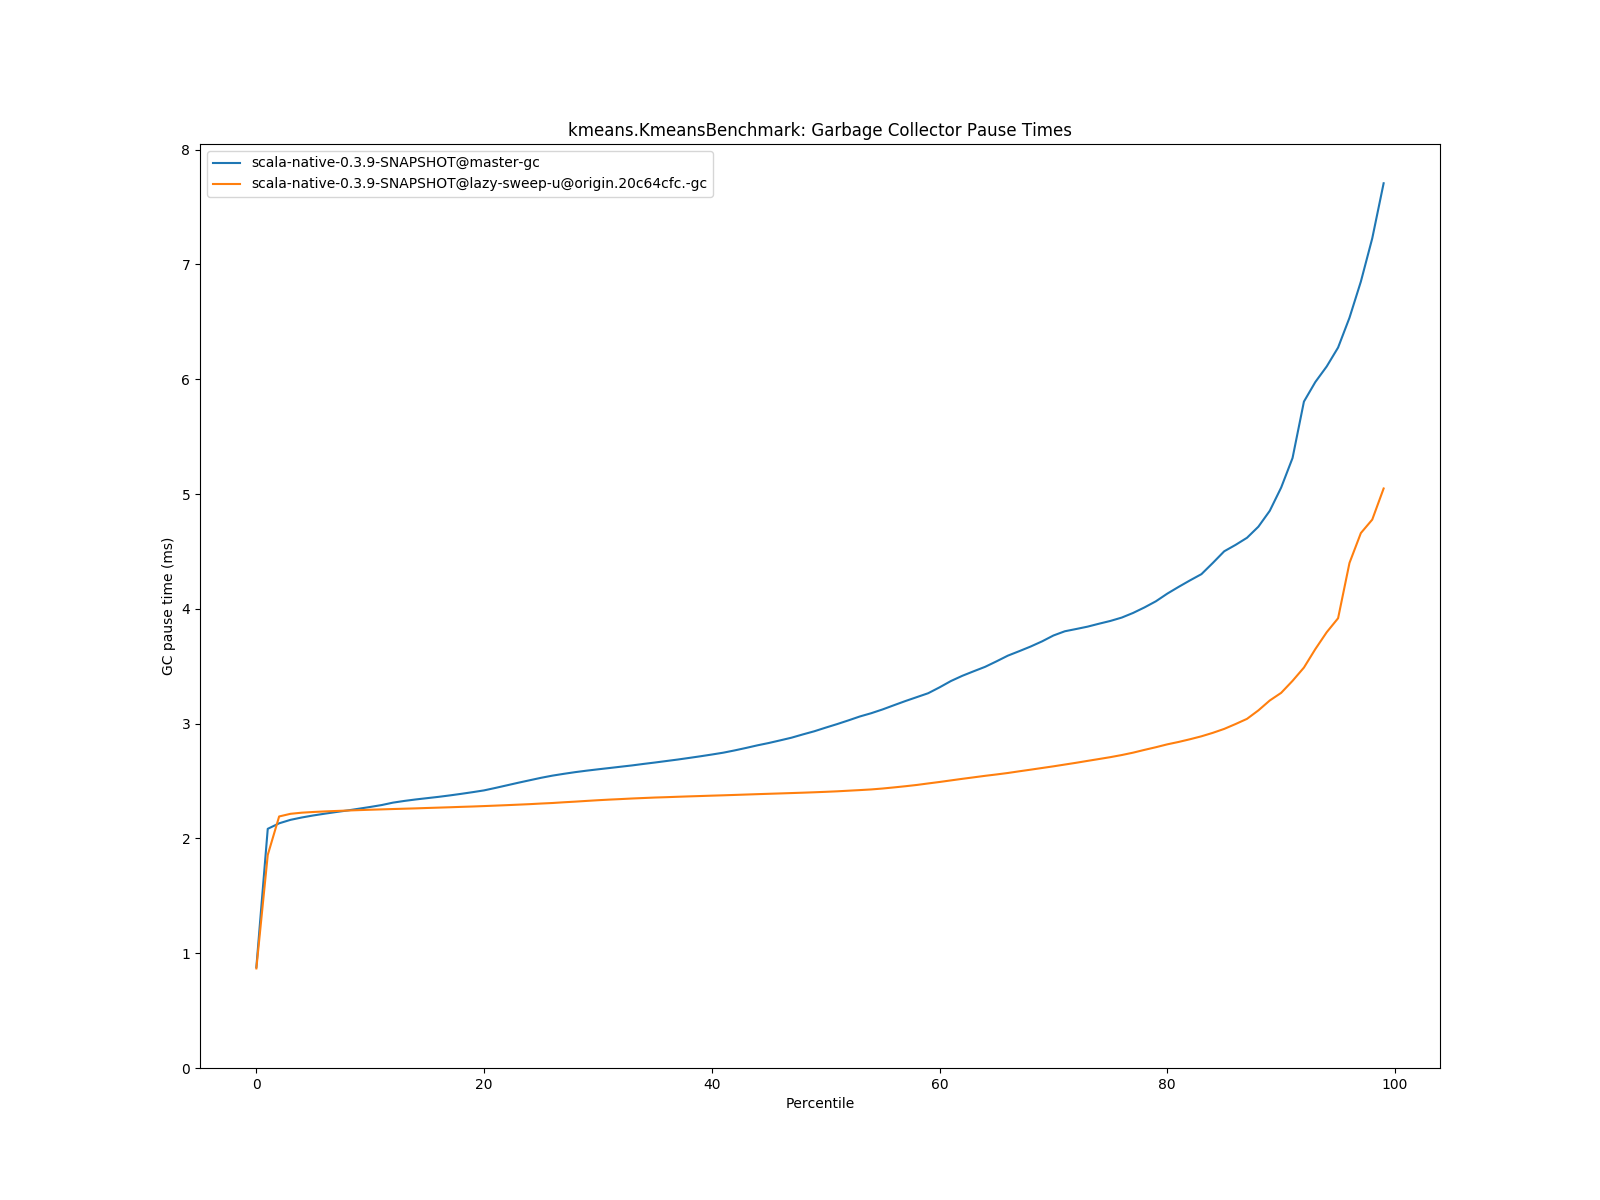 kmeans.KmeansBenchmark: Garbage Collector Pause Times
scala-native-0.3.9-SNAPSHOT@master-gc
scala-native-0.3.9-SNAPSHOT@lazy-sweep-u@origin.20c64cfc.-gc
8
7
6
5
4
3
2
1
0
GC pause time (ms)
0 20 40 60 80 100
Percentile